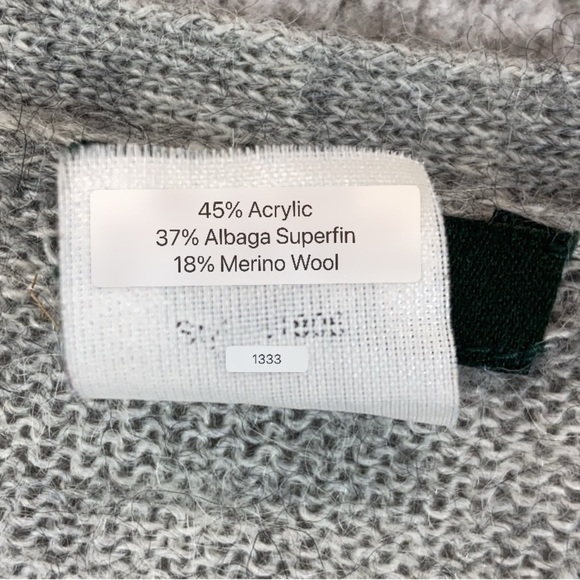 45% Acrylic
37% Albaga Superfin
18% Merino Wool
1333